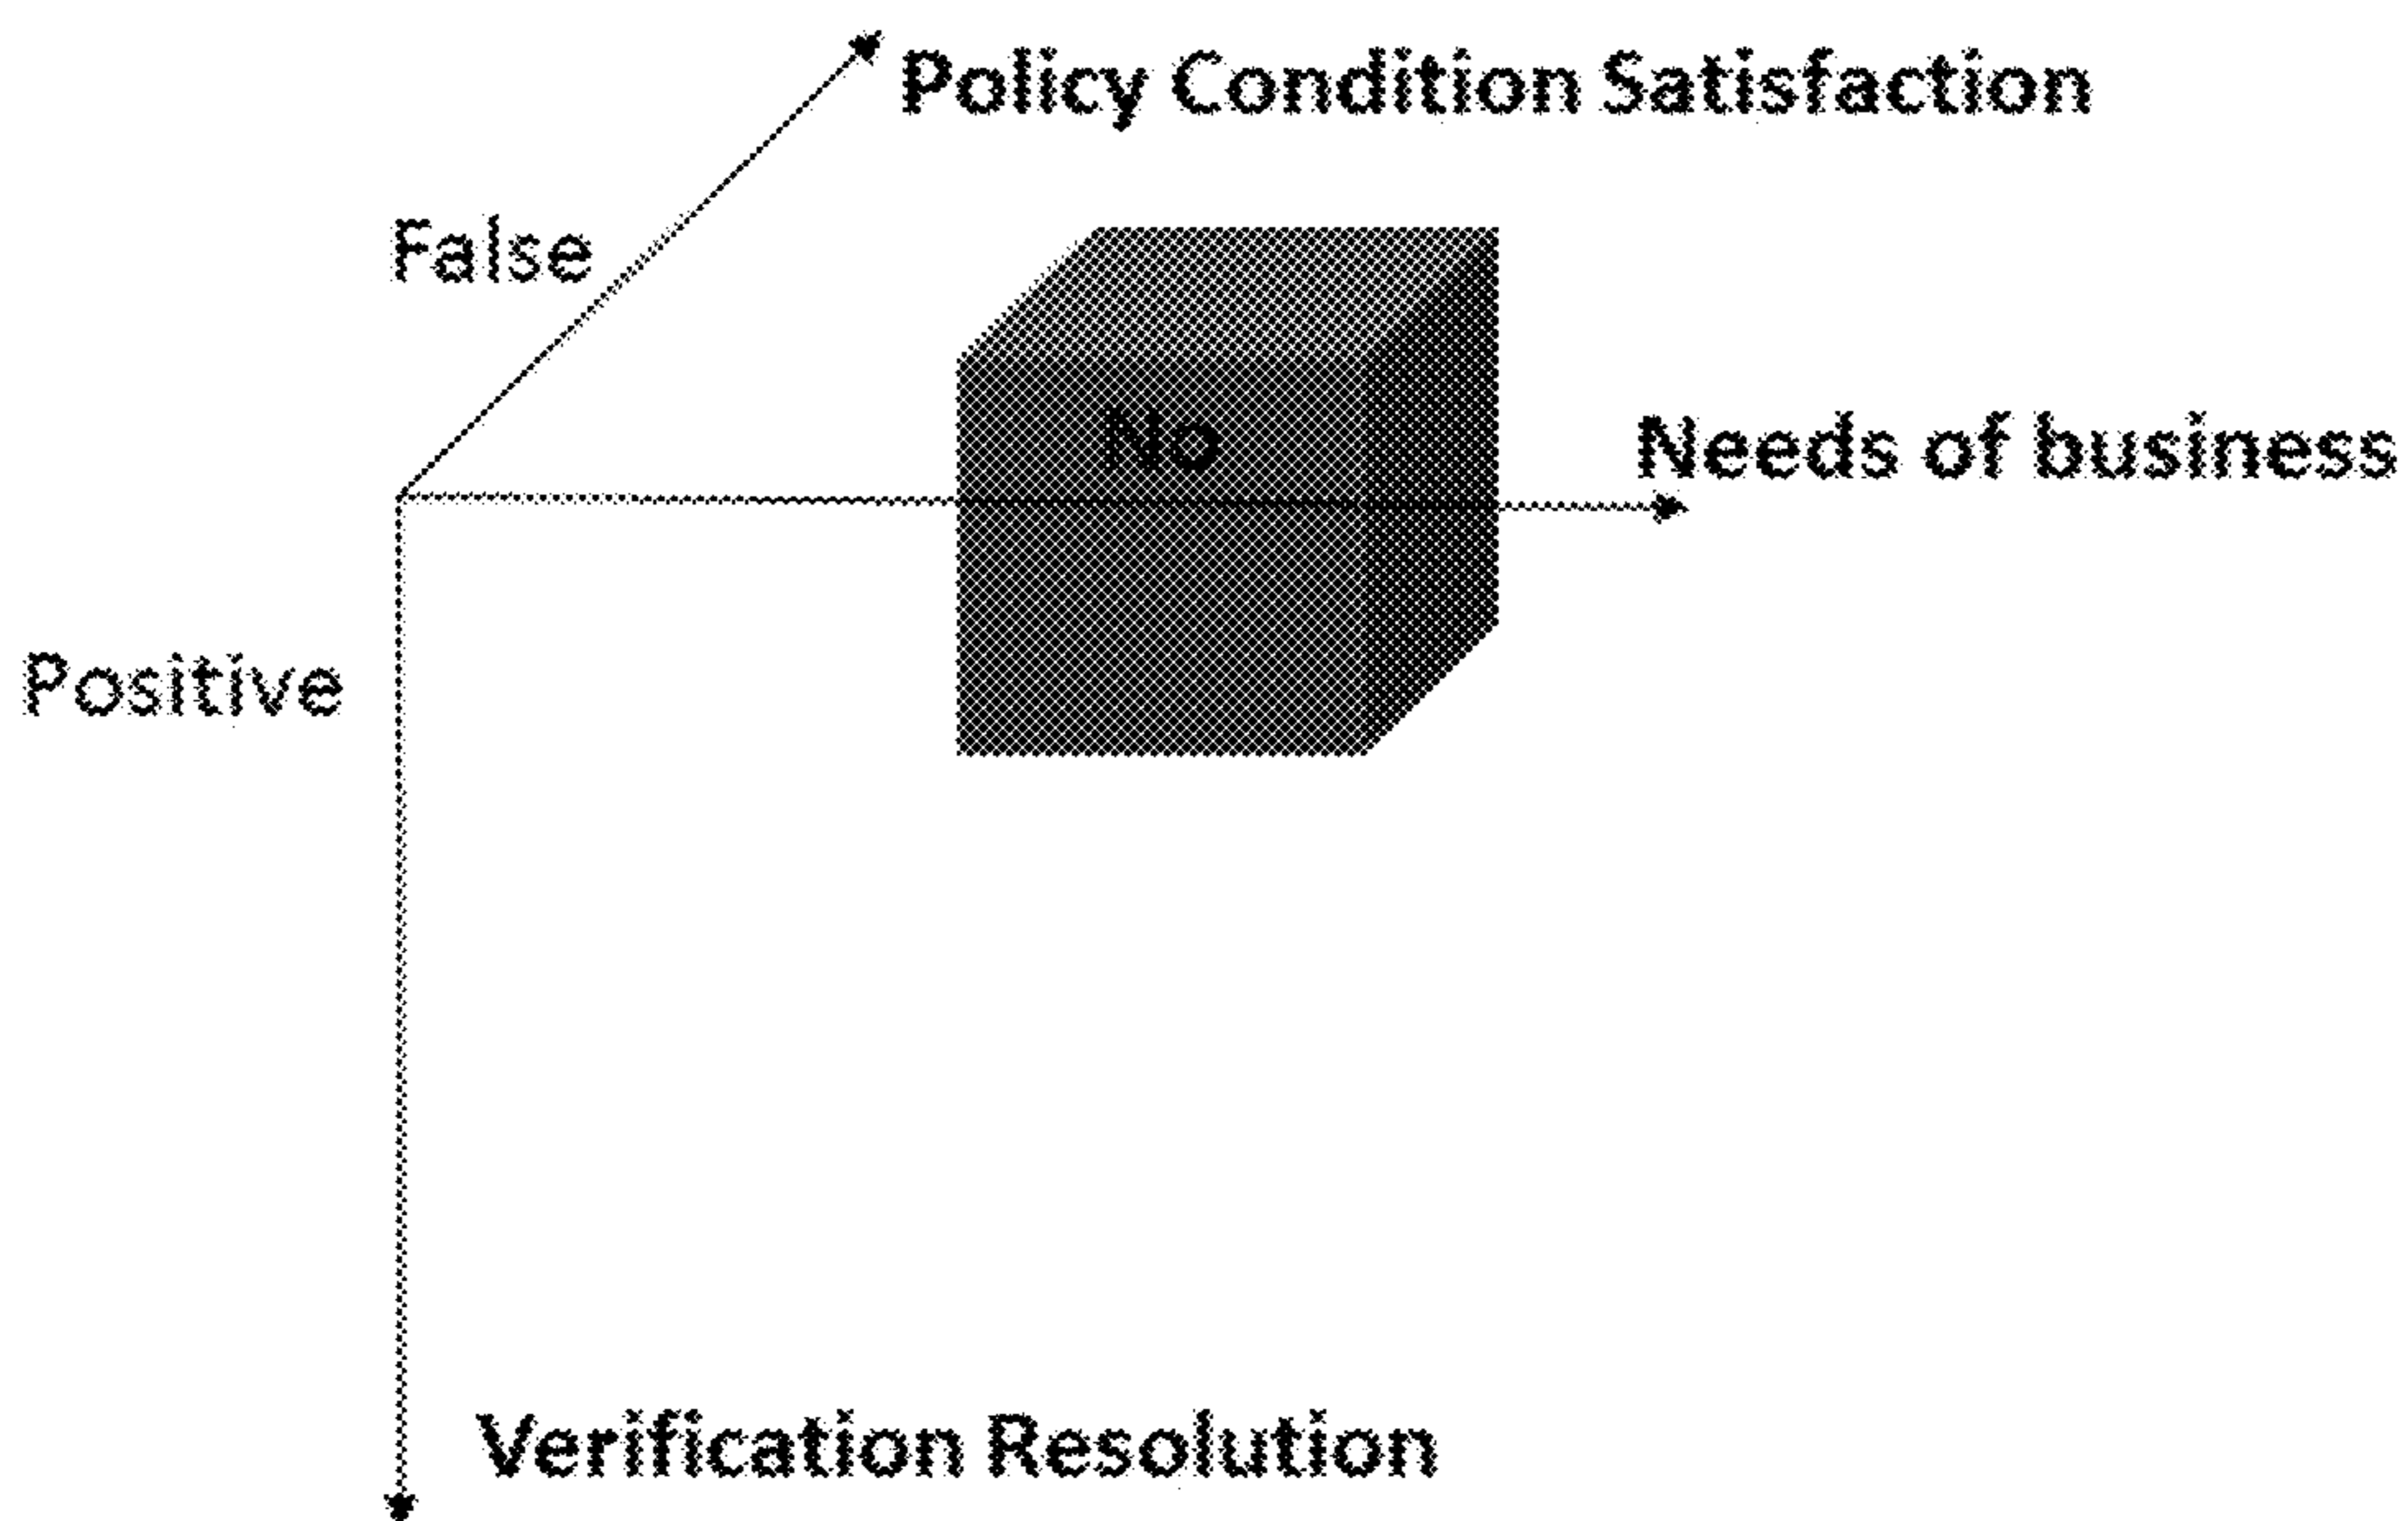 Policy Condition Satisfaction
False
No
Needs of business
Positive
Verification Resolution